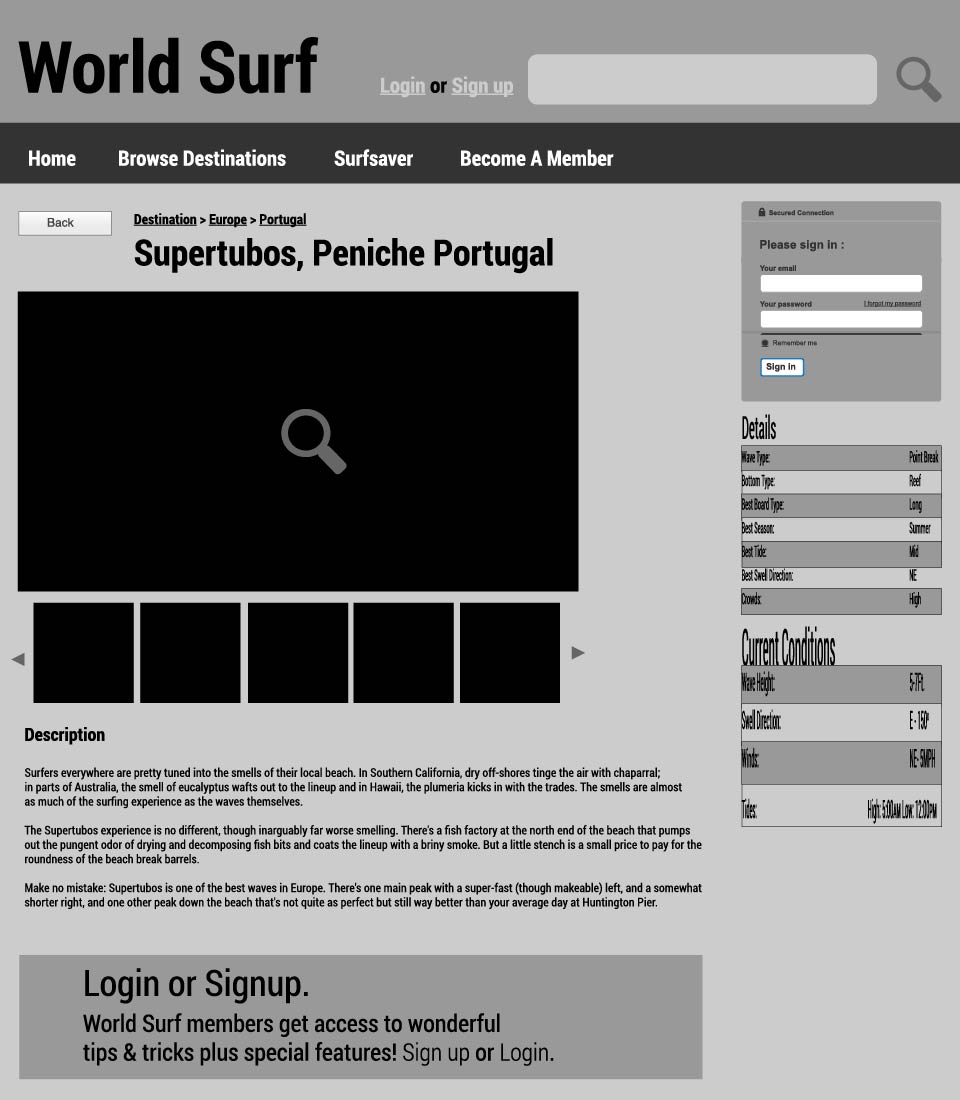 World Surf
Login or Sign up
Home Browse Destinations Surfsaver Become A Member
Back
Destination > Europe > Portugal
Supertubos, Peniche Portugal
Description
Surfers everywhere are pretty tuned into the smells of their local beach. In Southern California, dry off-shores tinge the air with chaparral;
in parts of Australia, the smell of eucalyptus wafts out to the lineup and in Hawaii, the plumeria kicks in with the trades. The smells are almost
as much of the surfing experience as the waves themselves.
The Supertubos experience is no different, though inarguably far worse smelling. There's a fish factory at the north end of the beach that pumps
out the pungent odor of drying and decomposing fish bits and coats the lineup with a briny smoke. But a little stench is a small price to pay for the
roundness of the beach break barrels.
Make no mistake: Supertubos is one of the best waves in Europe. There's one main peak with a super-fast (though makeable) left, and a somewhat
shorter right, and one other peak down the beach that's not quite as perfect but still way better than your average day at Huntington Pier.
Login or Signup.
World Surf members get access to wonderful
tips & tricks plus special features! Sign up or Login.
Secured Connection
Please sign in :
Your email
Your password I forgot my password
Remember me
Sign in
Details
Wave Type: Point Break
Bottom Type: Reef
Best Board Type: Long
Best Season: Summer
Best Tide: Mid
Best Swell Direction: NE
Crowds: High
Current Conditions
Wave Height: 5-7Ft.
Swell Direction: E - 150º
Winds: NE- 5MPH
Tides: High: 5:00AM Low: 12:00PM